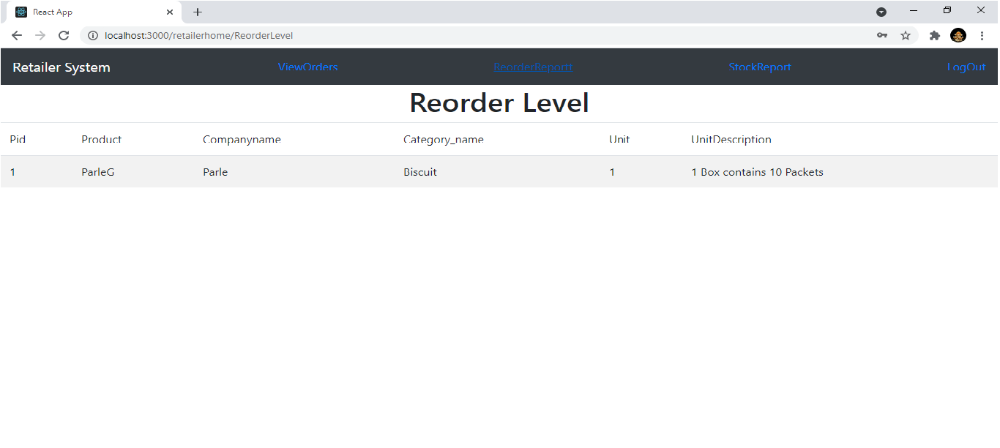 React App
localhost:3000/retailerhome/ReorderLevel
Retailer System ViewOrders ReorderReportt StockReport LogOut
Reorder Level
Pid Product Companyname Category_name Unit UnitDescription
1 ParleG Parle Biscuit 1 1 Box contains 10 Packets